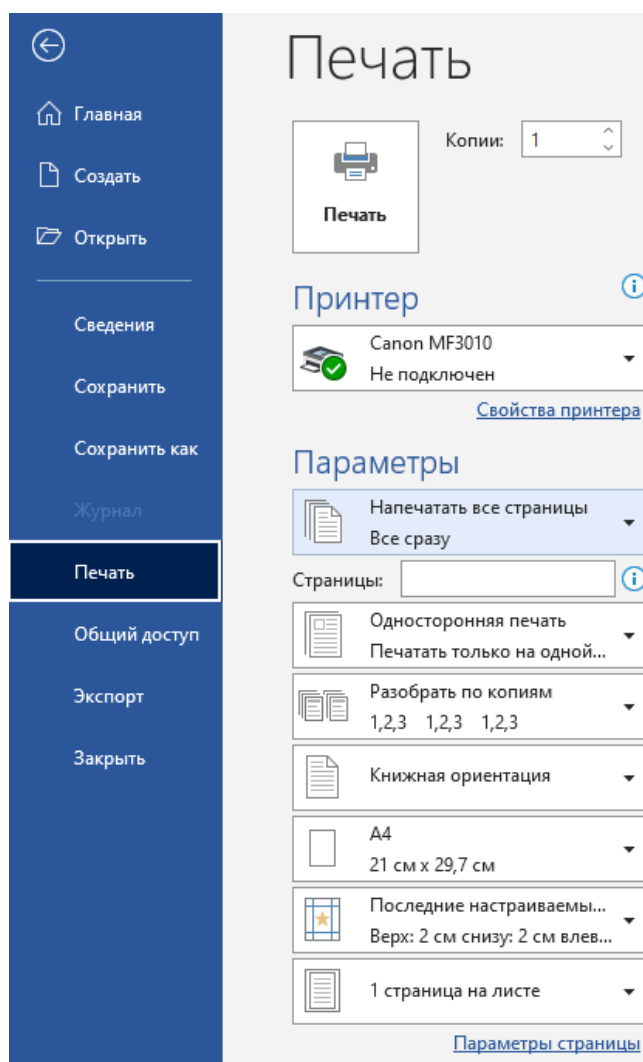 Печать
Главная
Создать
Открыть
Сведения
Сохранить
Сохранить как
Журнал
Печать
Общий доступ
Экспорт
Закрыть
Копии: 1
Печать
Принтер
Canon MF3010
Не подключен
Свойства принтера
Параметры
Напечатать все страницы
Все сразу
Страницы:
Односторонняя печать
Печатать только на одной...
Разобрать по копиям
1,2,3 1,2,3 1,2,3
Книжная ориентация
A4
21 см x 29,7 см
Последние настраиваемы...
Верх: 2 см снизу: 2 см влев...
1 страница на листе
Параметры страницы